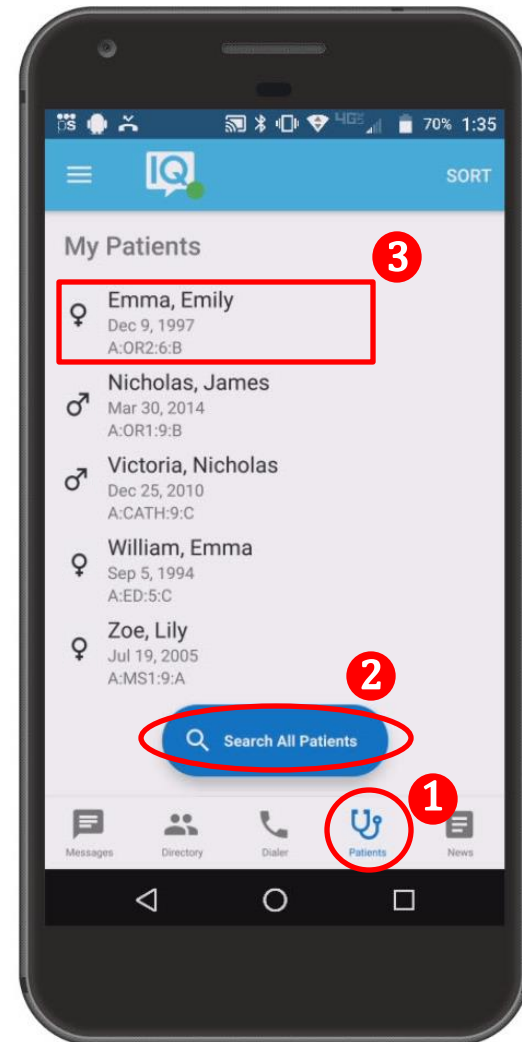 70% 1:35
IQ
SORT
My Patients
3
Emma, Emily
Dec 9, 1997
A:OR2:6:B
Nicholas, James
Mar 30, 2014
A:OR1:9:B
Victoria, Nicholas
Dec 25, 2010
A:CATH:9:C
William, Emma
Sep 5, 1994
A:ED:5:C
Zoe, Lily
Jul 19, 2005
A:MS1:9:A
2
Search All Patients
1
Messages Directory Dialer Patients News